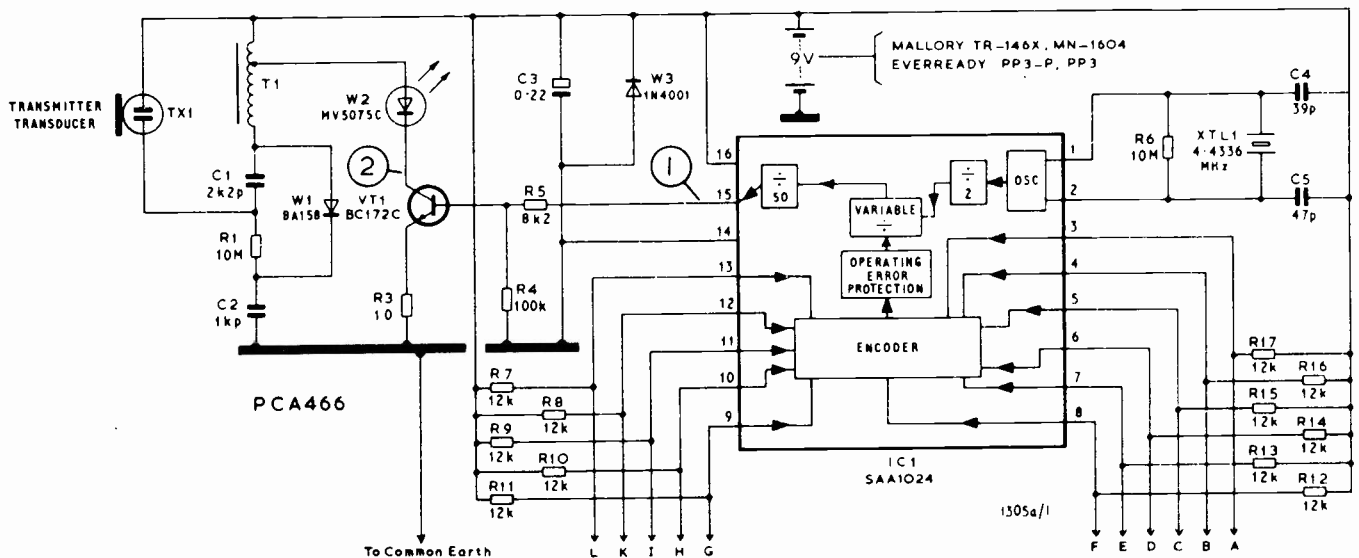 MALLORY TR-146X, MN-1604
EVERREADY PP3-P, PP3
9V
TRANSMITTER
TRANSDUCER
TX1
T1
W2
MV5075C
C3
0·22
W3
1N4001
C4
39p
R6
10M
XTL1
4·4336
MHz
C5
47p
C1
2k2p
W1
BA158
2
VT1
BC172C
R5
8k2
1
R1
10M
C2
1kp
R3
10
R4
100k
16
15
14
13
12
11
10
9
÷
50
VARIABLE
÷
÷
2
OSC
OPERATING
ERROR
PROTECTION
ENCODER
1
2
3
4
5
6
7
8
IC1
SAA1024
PCA466
R7
12k
R8
12k
R9
12k
R10
12k
R11
12k
R17
12k
R16
12k
R15
12k
R14
12k
R13
12k
R12
12k
1305a/1
To Common Earth
L K I H G
F E D C B A